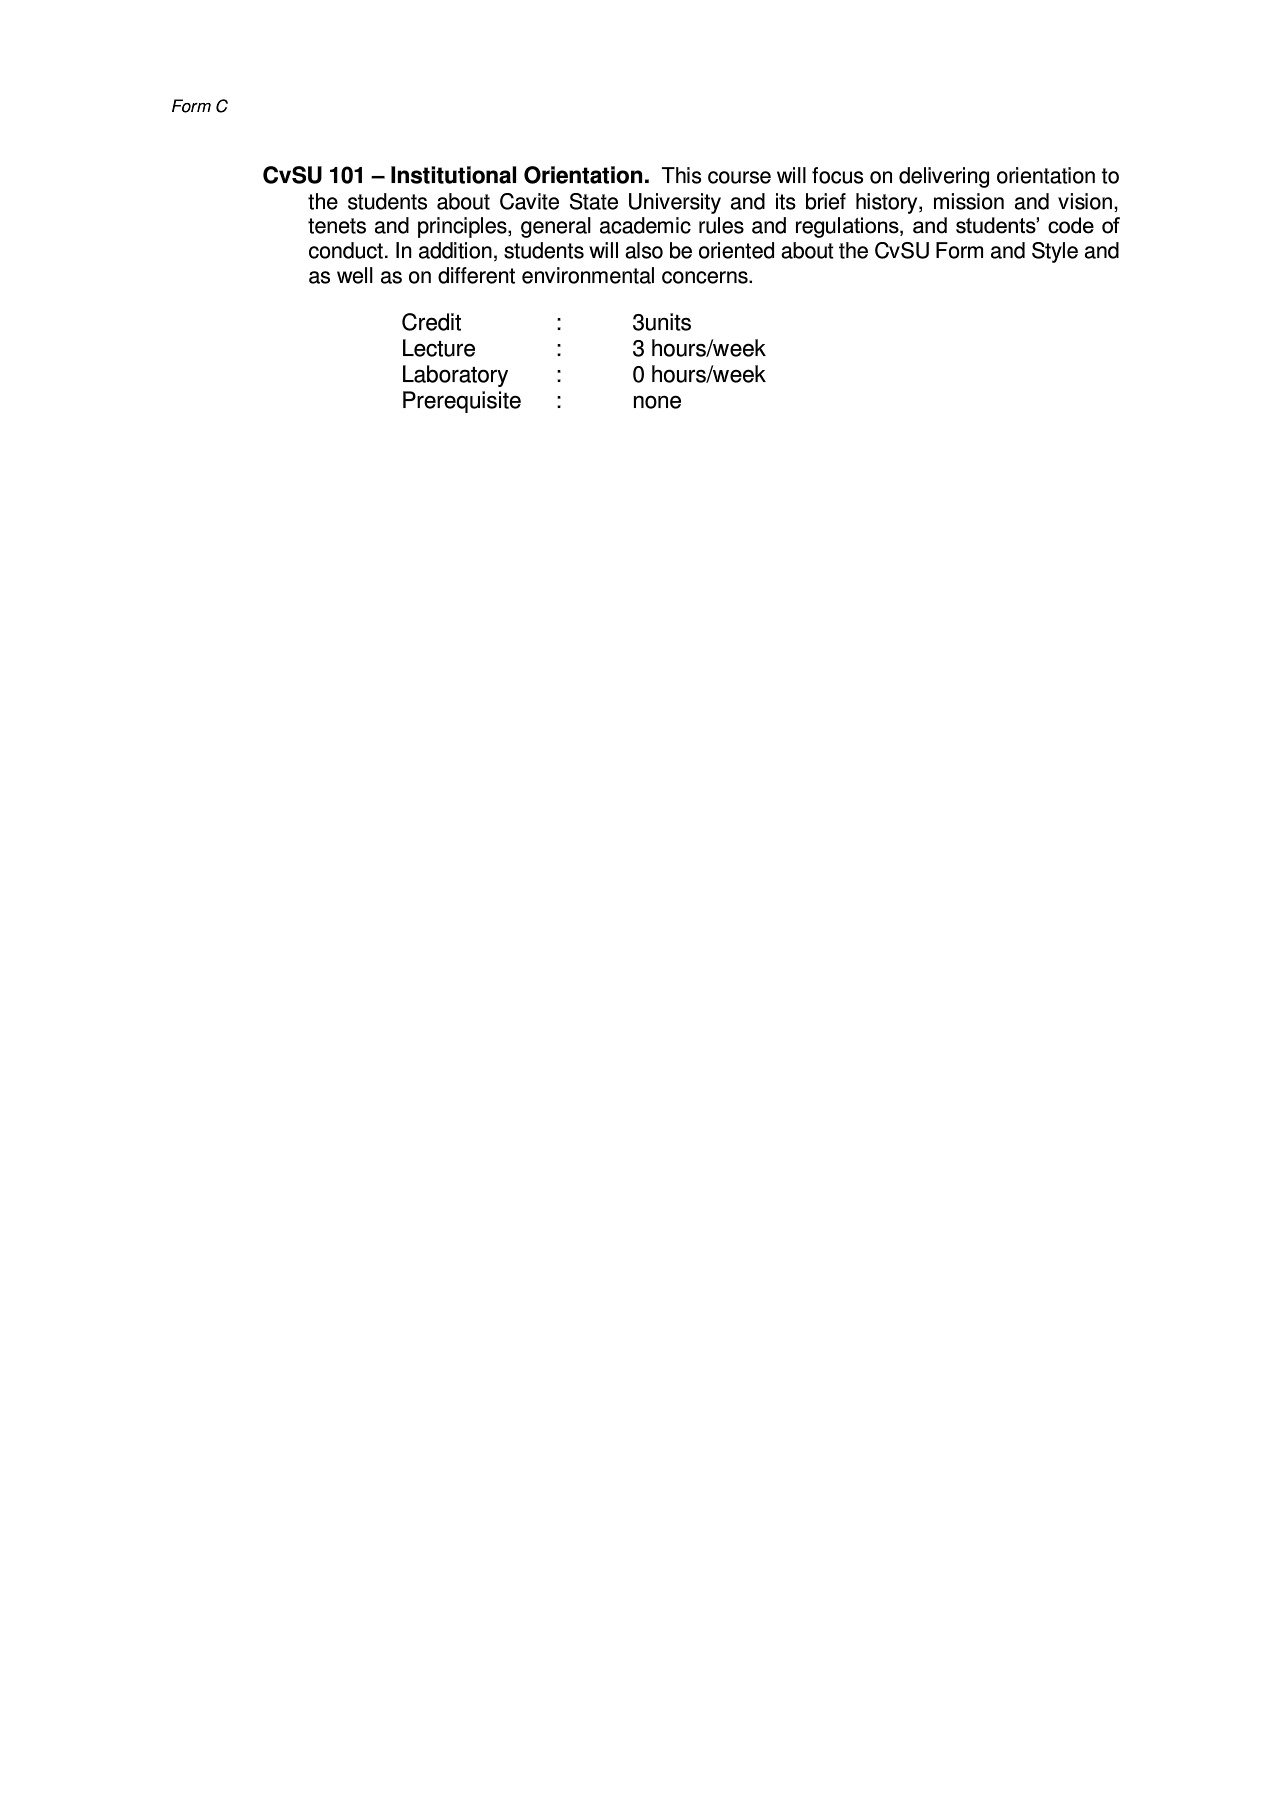 Form C
CvSU 101 – Institutional Orientation. This course will focus on delivering orientation to
the students about Cavite State University and its brief history, mission and vision,
tenets and principles, general academic rules and regulations, and students’ code of
conduct. In addition, students will also be oriented about the CvSU Form and Style and
as well as on different environmental concerns.
Credit : 3units
Lecture : 3 hours/week
Laboratory : 0 hours/week
Prerequisite : none